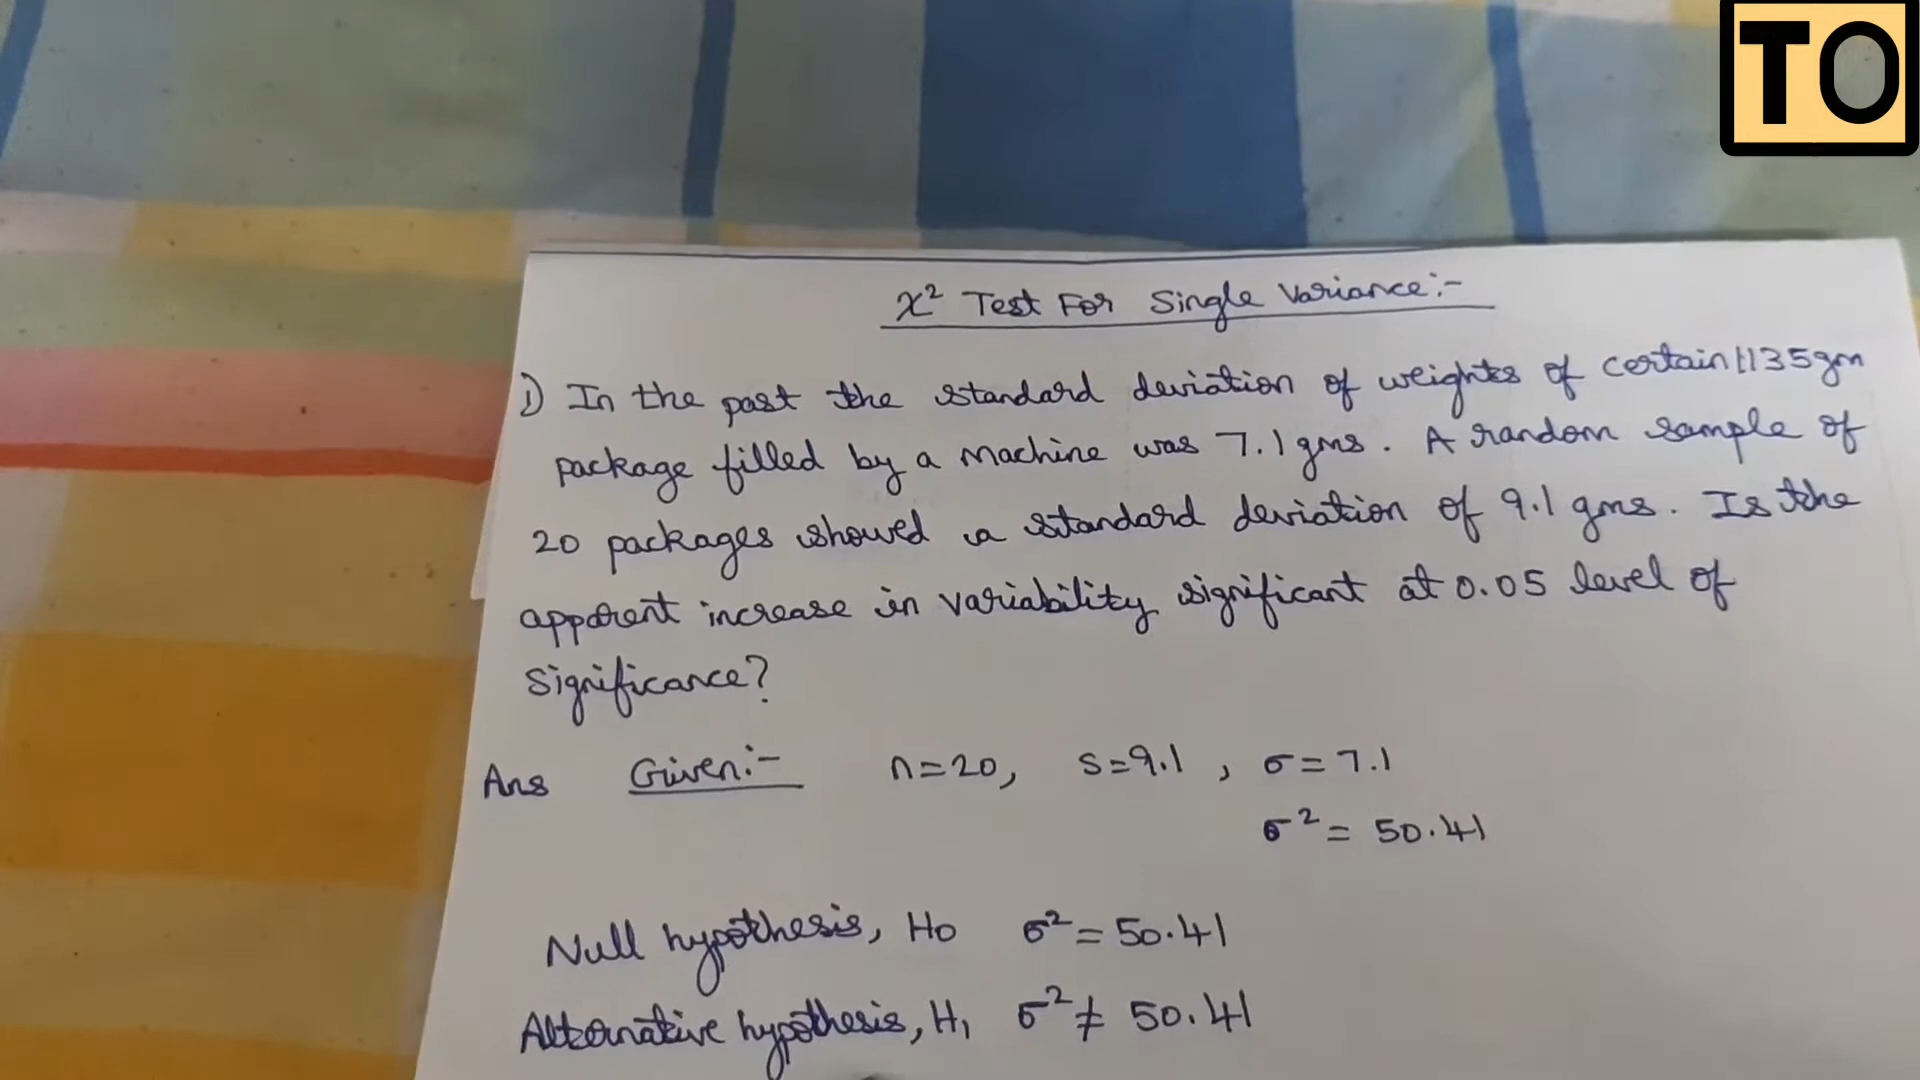 TO
χ² Test For Single Variance:-
1) In the past the standard deviation of weights of certain 1135gm
package filled by a machine was 7.1 gms. A random sample of
20 packages showed a standard deviation of 9.1 gms. Is the
apparent increase in variability significant at 0.05 level of
significance?
Ans Given:- n=20, s=9.1, σ=7.1
σ²= 50.41
Null hypothesis, H0 σ²=50.41
Alternative hypothesis, H1 σ²≠ 50.41